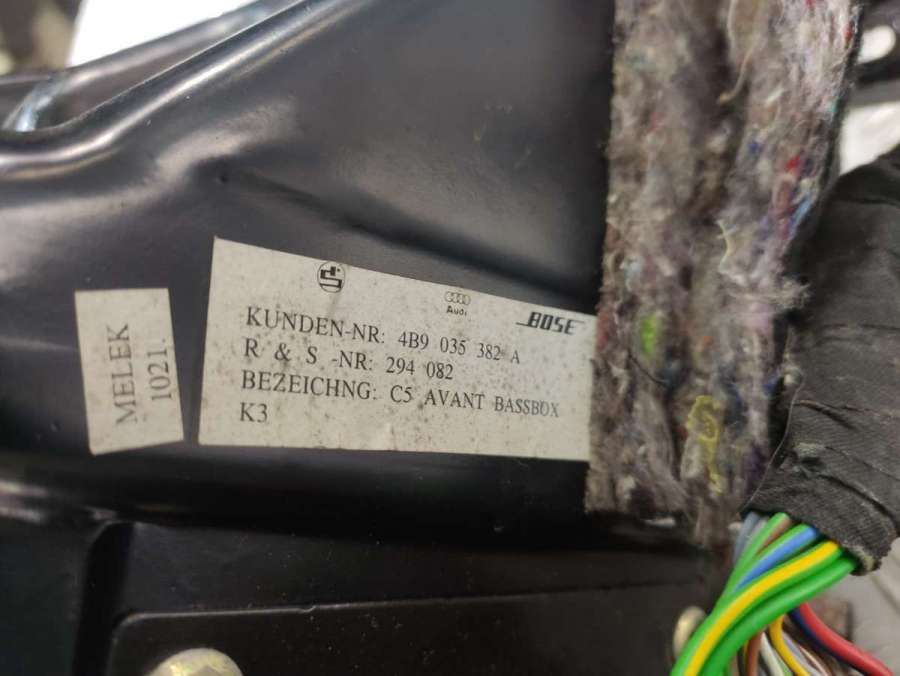 Audi
BOSE
KUNDEN-NR: 4B9 035 382 A
R & S -NR: 294 082
BEZEICHNG: C5 AVANT BASSBOX
K3
MELEK
1021.